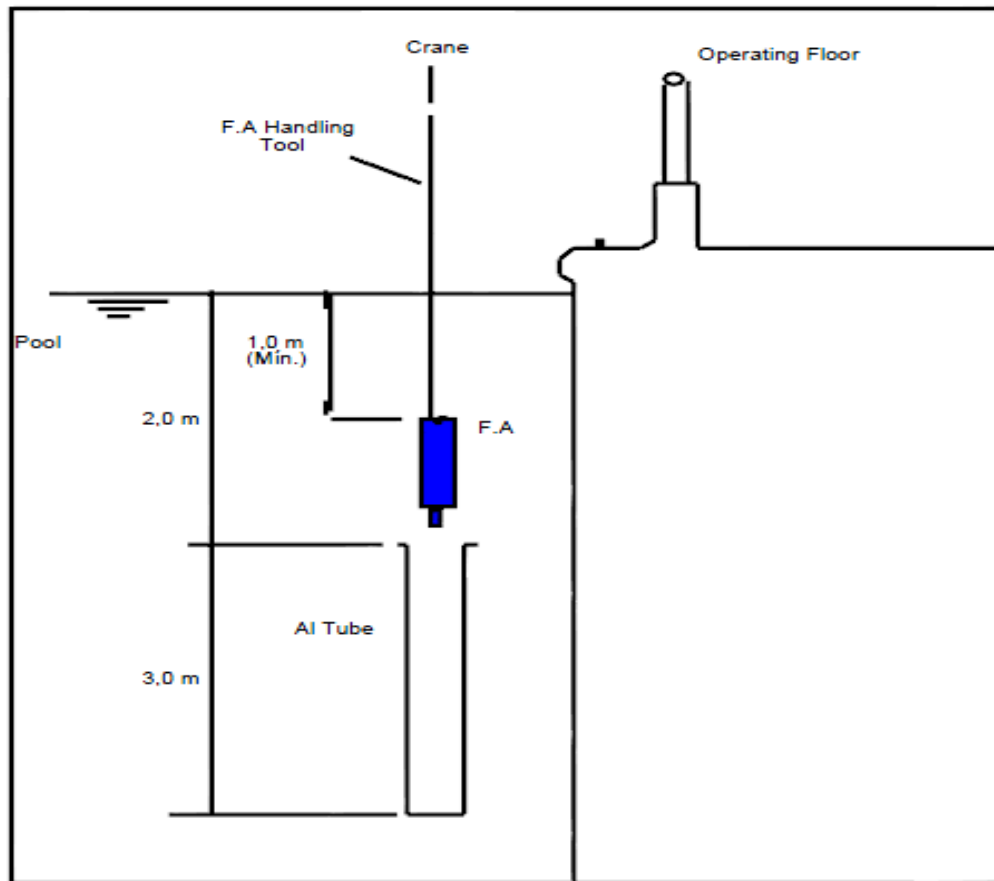 Crane
Operating Floor
F.A Handling
Tool
Pool
1,0 m
(Min.)
2,0 m
F.A
Al Tube
3,0 m